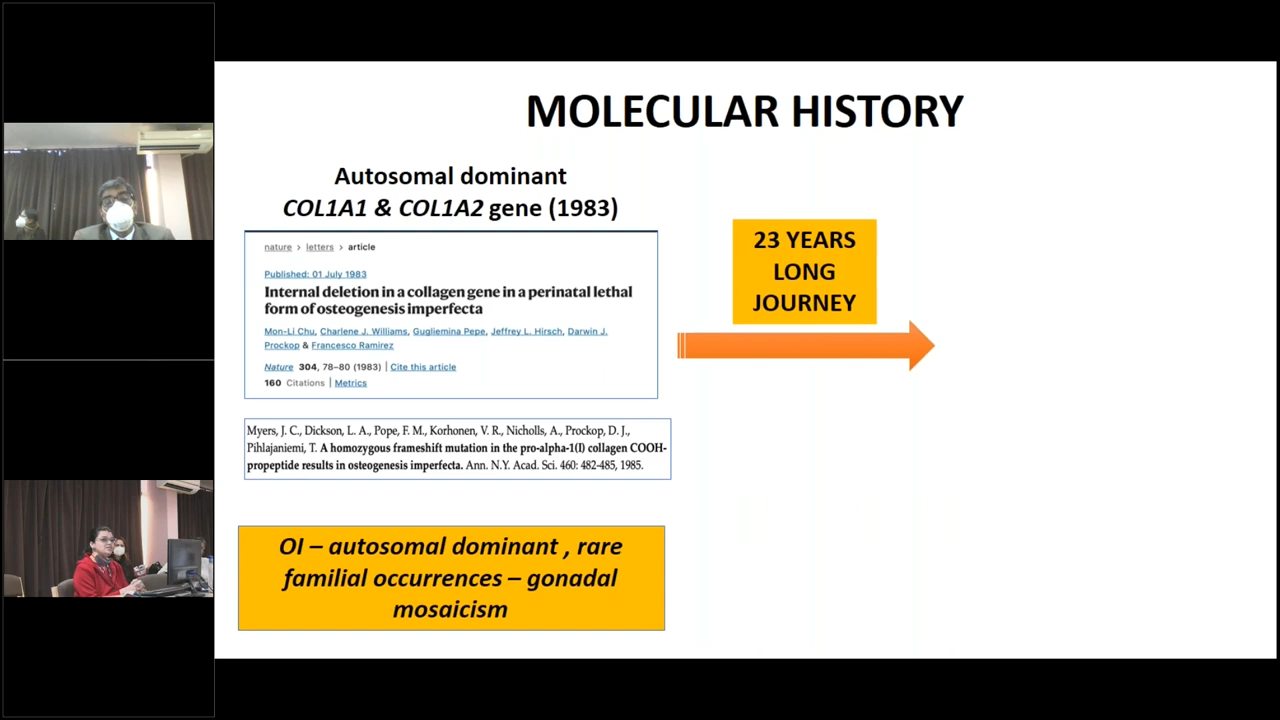 MOLECULAR HISTORY
Autosomal dominant
COL1A1 & COL1A2 gene (1983)
nature > letters > article
Published: 01 July 1983
Internal deletion in a collagen gene in a perinatal lethal
form of osteogenesis imperfecta
Mon-Li Chu, Charlene J. Williams, Gugliemina Pepe, Jeffrey L. Hirsch, Darwin J.
Prockop & Francesco Ramirez
Nature 304, 78–80 (1983) | Cite this article
160 Citations | Metrics
Myers, J. C., Dickson, L. A., Pope, F. M., Korhonen, V. R., Nicholls, A., Prockop, D. J.,
Pihlajaniemi, T. A homozygous frameshift mutation in the pro-alpha-1(I) collagen COOH-
propeptide results in osteogenesis imperfecta. Ann. N.Y. Acad. Sci. 460: 482-485, 1985.
OI – autosomal dominant , rare
familial occurrences – gonadal
mosaicism
23 YEARS
LONG
JOURNEY